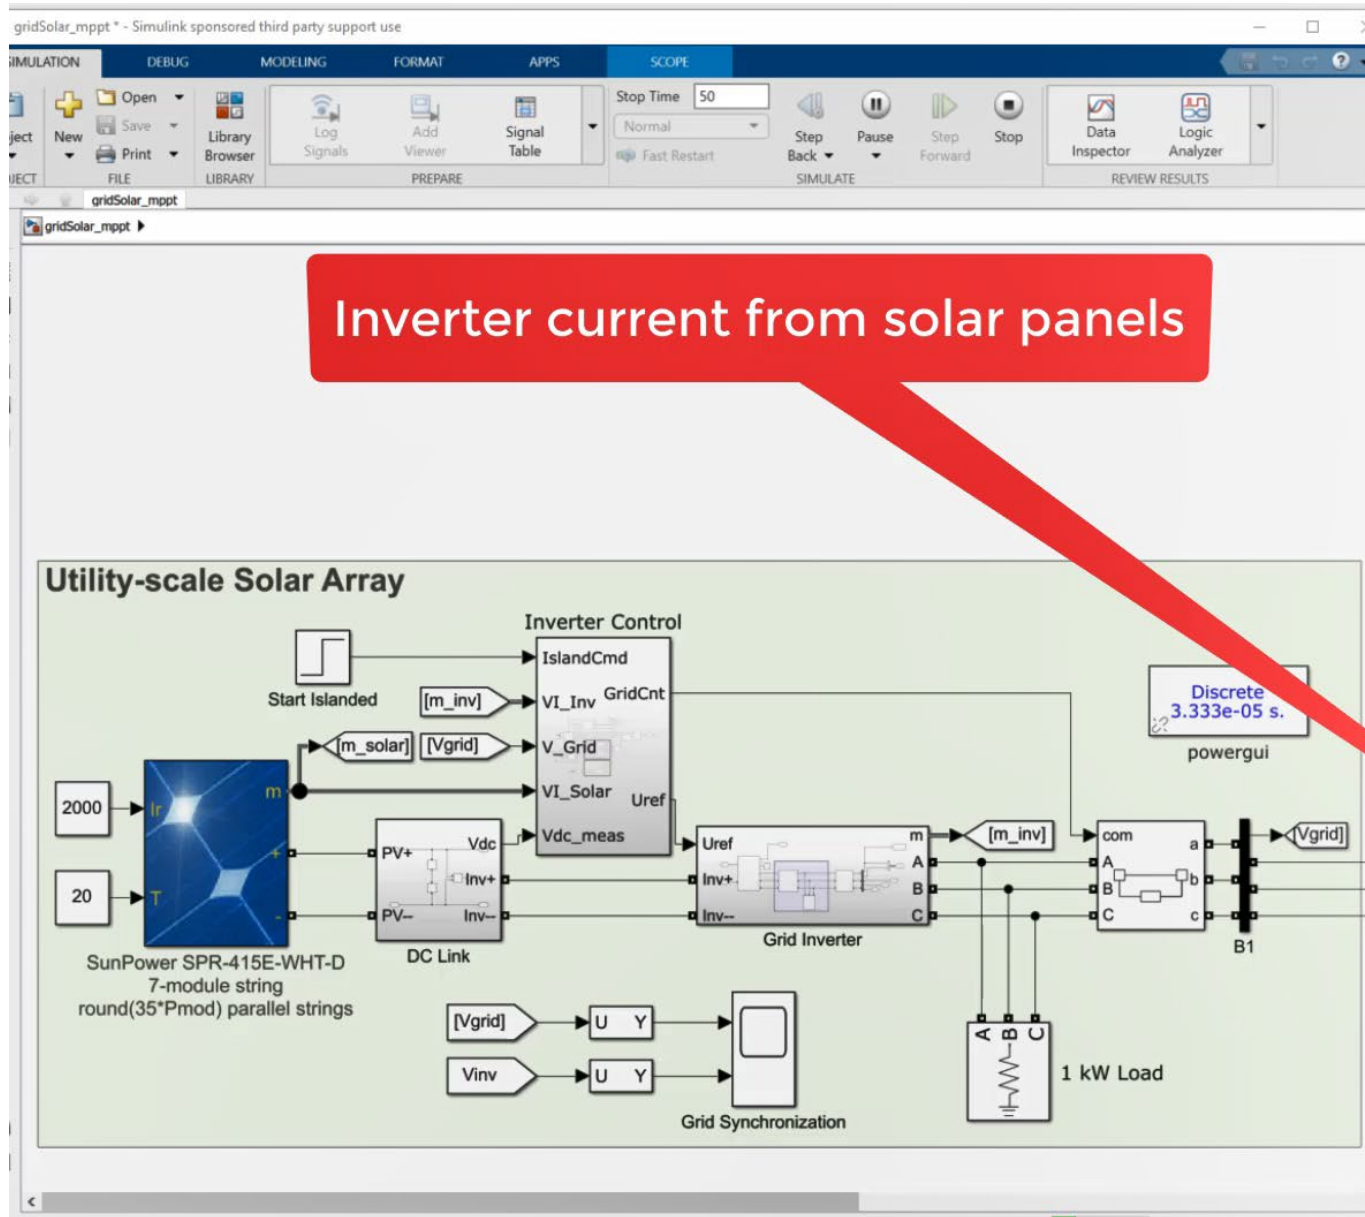 gridSolar_mppt * - Simulink sponsored third party support use
SIMULATION DEBUG MODELING FORMAT APPS SCOPE
New
Open
Save
Print
Library Browser
Log Signals
Add Viewer
Signal Table
Stop Time 50
Normal
Fast Restart
Step Back
Pause
Step Forward
Stop
Data Inspector
Logic Analyzer
FILE LIBRARY PREPARE SIMULATE REVIEW RESULTS
gridSolar_mppt
gridSolar_mppt
Inverter current from solar panels
Utility-scale Solar Array
Inverter Control
IslandCmd
Start Islanded
[m_inv]
VI_Inv
GridCnt
[m_solar]
[Vgrid]
V_Grid
VI_Solar
Uref
Vdc_meas
Discrete
3.333e-05 s.
powergui
2000
Ir
m
+
20
T
-
SunPower SPR-415E-WHT-D
7-module string
round(35*Pmod) parallel strings
PV+
Vdc
Inv+
PV--
Inv--
DC Link
Uref
m
Inv+
A
B
Inv--
C
Grid Inverter
[m_inv]
com
a
A
B
b
C
c
[Vgrid]
B1
[Vgrid]
U Y
Vinv
U Y
Grid Synchronization
A B C
1 kW Load